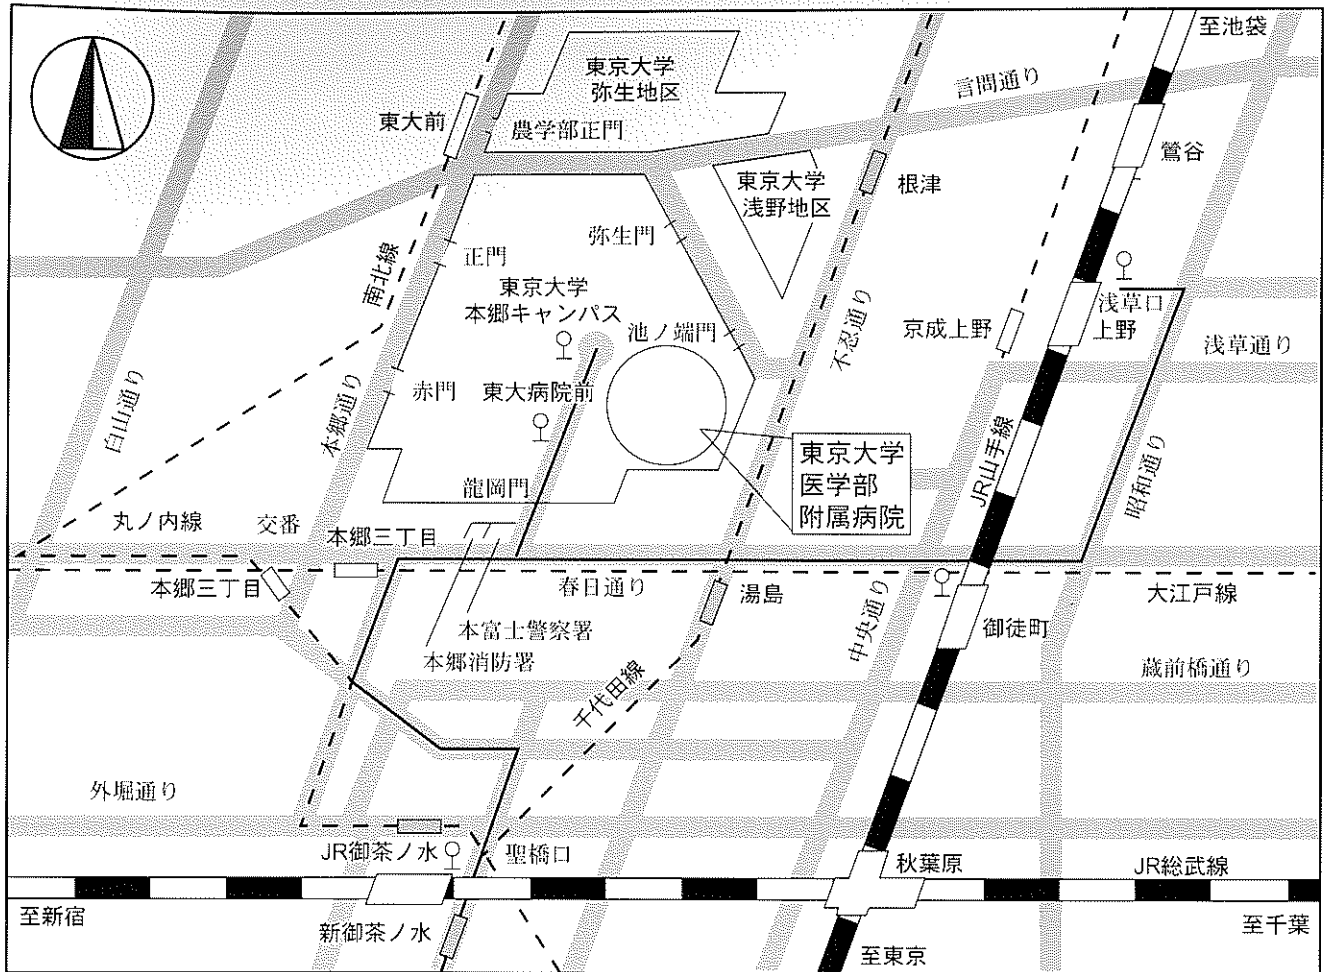 至池袋
東京大学
弥生地区
言問通り
東大前
農学部正門
鶯谷
東京大学
浅野地区
根津
弥生門
正門
南北線
東京大学
本郷キャンパス
浅草口
上野
池ノ端門
不忍通り
京成上野
浅草通り
白山通り
本郷通り
赤門
東大病院前
東京大学
医学部
附属病院
JR山手線
昭和通り
龍岡門
丸ノ内線
交番
本郷三丁目
本郷三丁目
春日通り
湯島
中央通り
大江戸線
御徒町
本富士警察署
本郷消防署
蔵前橋通り
千代田線
外堀通り
JR御茶ノ水
聖橋口
秋葉原
JR総武線
至新宿
新御茶ノ水
至千葉
至東京